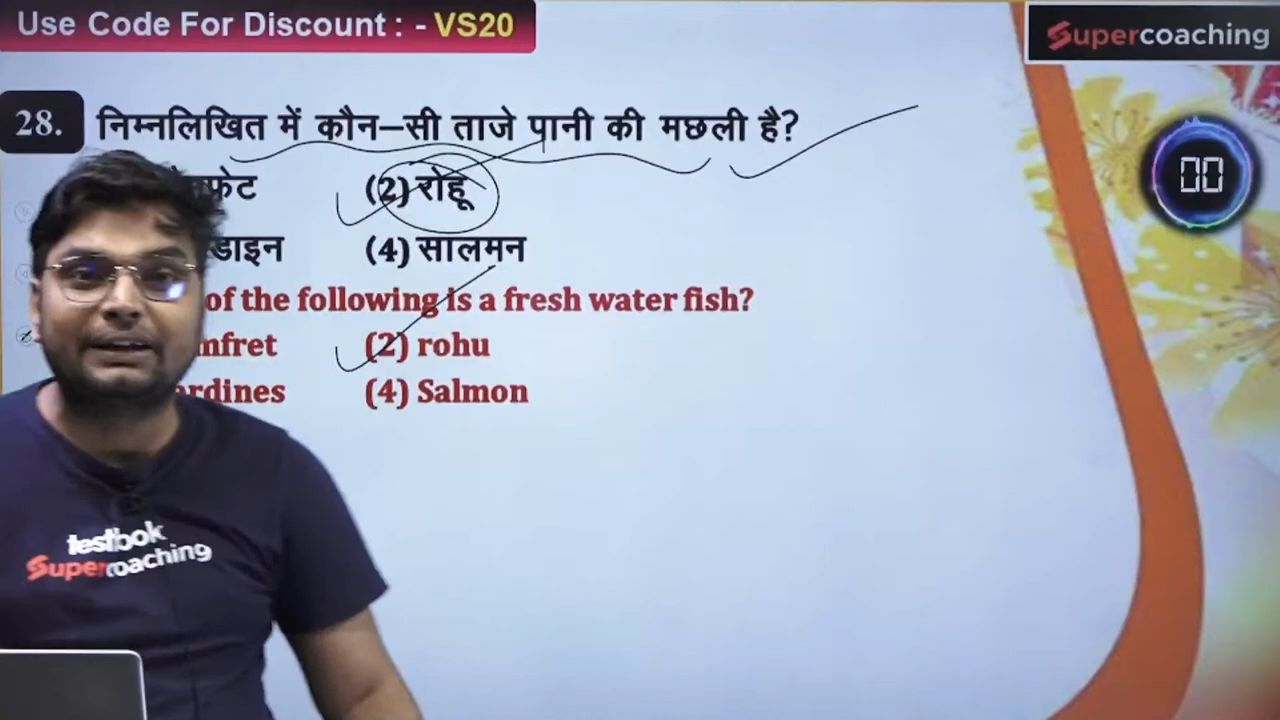 Use Code For Discount : - VS20
Supercoaching
28. निम्नलिखित में कौन–सी ताजे पानी की मछली है?
(2) रोहू
(4) सालमन
of the following is a fresh water fish?
(2) rohu
(4) Salmon
testbook
Supercoaching
00